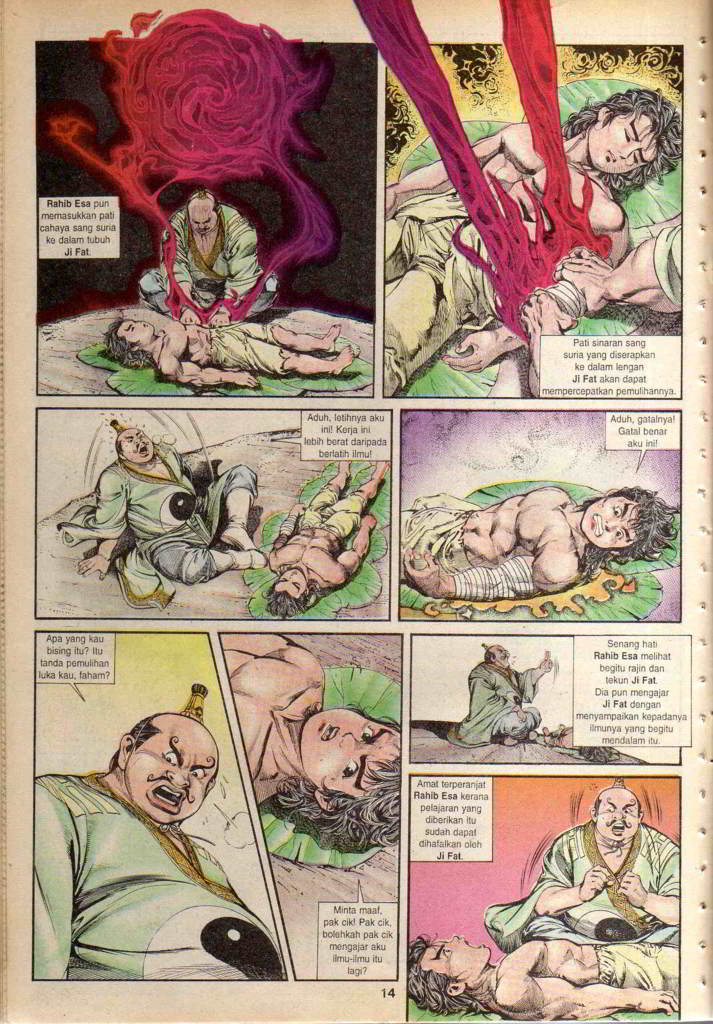 Rahib Esa pun
memasukkan pati
cahaya sang suria
ke dalam tubuh
Ji Fat.
Pati sinaran sang
suria yang diserapkan
ke dalam lengan
Ji Fat akan dapat
mempercepatkan pemulihannya.
Aduh, letihnya aku
ini! Kerja ini
lebih berat daripada
berlatih ilmu!
Aduh, gatalnya!
Gatal benar
aku ini!
Apa yang kau
bising itu? Itu
tanda pemulihan
luka kau, faham?
Minta maaf,
pak cik! Pak cik,
bolehkah pak cik
mengajar aku
ilmu-ilmu itu
lagi?
Senang hati
Rahib Esa melihat
begitu rajin dan
tekun Ji Fat.
Dia pun mengajar
Ji Fat dengan
menyampaikan kepadanya
ilmunya yang begitu
mendalam itu.
Amat terperanjat
Rahib Esa kerana
pelajaran yang
diberikan itu
sudah dapat
dihafalkan oleh
Ji Fat.
14